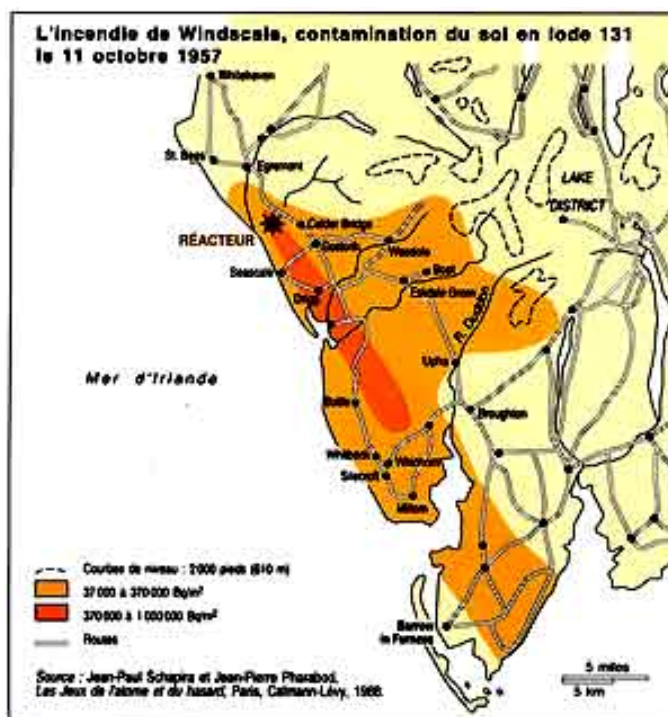 L'incendie de Windscale, contamination du sol en Iode 131
le 11 octobre 1957
St. Bees
Egremont
LAKE
DISTRICT
Calder Bridge
RÉACTEUR
Gosforth
Wasdale
Seascale
Boot
Eskdale Green
Drigg
R. Duddon
Ulpha
Mer d'Irlande
Bootle
Broughton
Whitbeck
Silecroft
Millom
Courbes de niveau : 2000 pieds (610 m)
37 000 à 370 000 Bq/m²
370 000 à 1 000 000 Bq/m²
Routes
Barrow
in Furness
Source : Jean-Paul Schapira et Jean-Pierre Pharabod,
Les Jeux de l'atome et du hasard, Paris, Calmann-Lévy, 1988.
5 miles
5 km